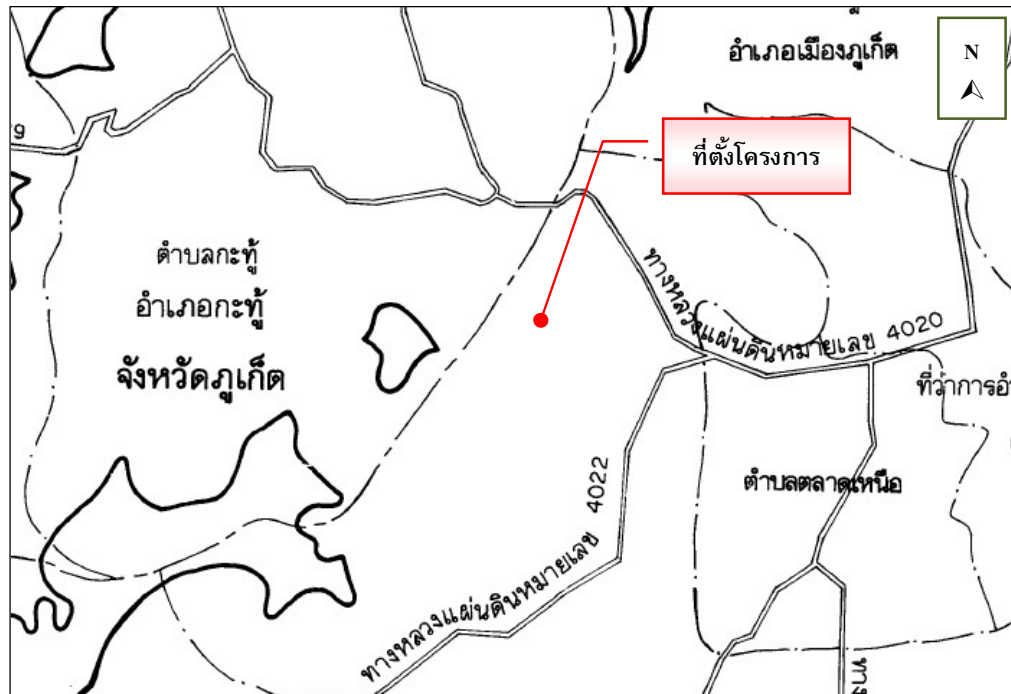 อำเภอเมืองภูเก็ต
N
ที่ตั้งโครงการ
ตำบลกะทู้
อำเภอกะทู้
จังหวัดภูเก็ต
ทางหลวงแผ่นดินหมายเลข 4020
ที่ว่าการอำ
ตำบลตลาดเหนือ
ทางหลวงแผ่นดินหมายเลข 4022